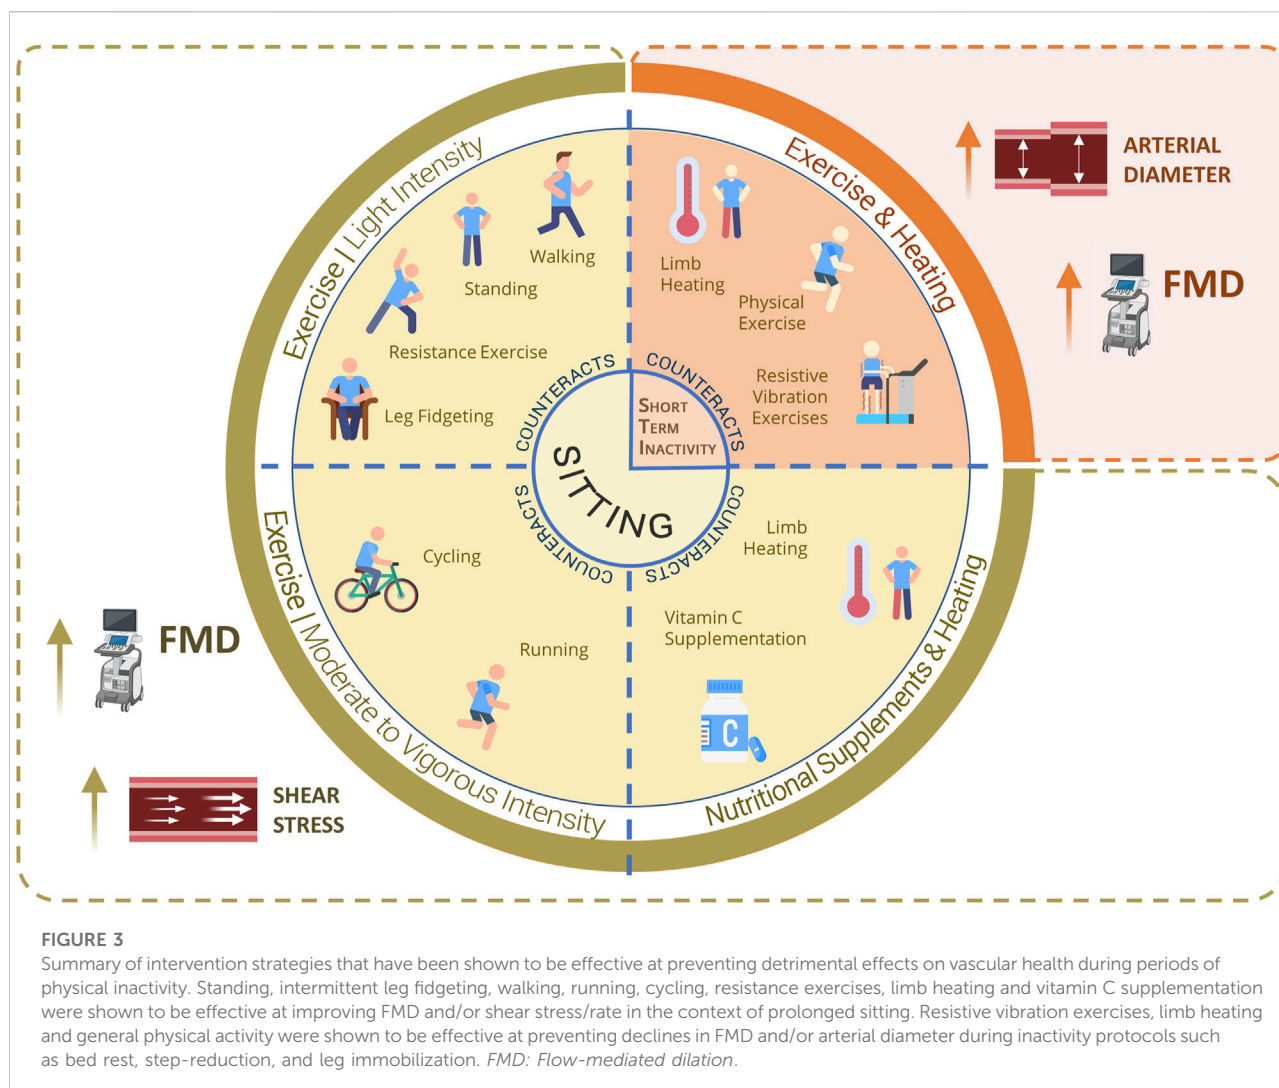 Exercise | Light Intensity
Walking
Standing
Resistance Exercise
Leg Fidgeting
COUNTERACTS
Exercise & Heating
Limb
Heating
Physical
Exercise
Resistive
Vibration
Exercises
COUNTERACTS
SHORT
TERM
INACTIVITY
ARTERIAL
DIAMETER
FMD
SITTING
Exercise | Moderate to Vigorous Intensity
Cycling
Running
COUNTERACTS
FMD
SHEAR
STRESS
Nutritional Supplements & Heating
Limb
Heating
Vitamin C
Supplementation
C
COUNTERACTS
FIGURE 3
Summary of intervention strategies that have been shown to be effective at preventing detrimental effects on vascular health during periods of
physical inactivity. Standing, intermittent leg fidgeting, walking, running, cycling, resistance exercises, limb heating and vitamin C supplementation
were shown to be effective at improving FMD and/or shear stress/rate in the context of prolonged sitting. Resistive vibration exercises, limb heating
and general physical activity were shown to be effective at preventing declines in FMD and/or arterial diameter during inactivity protocols such
as bed rest, step-reduction, and leg immobilization. FMD: Flow-mediated dilation.